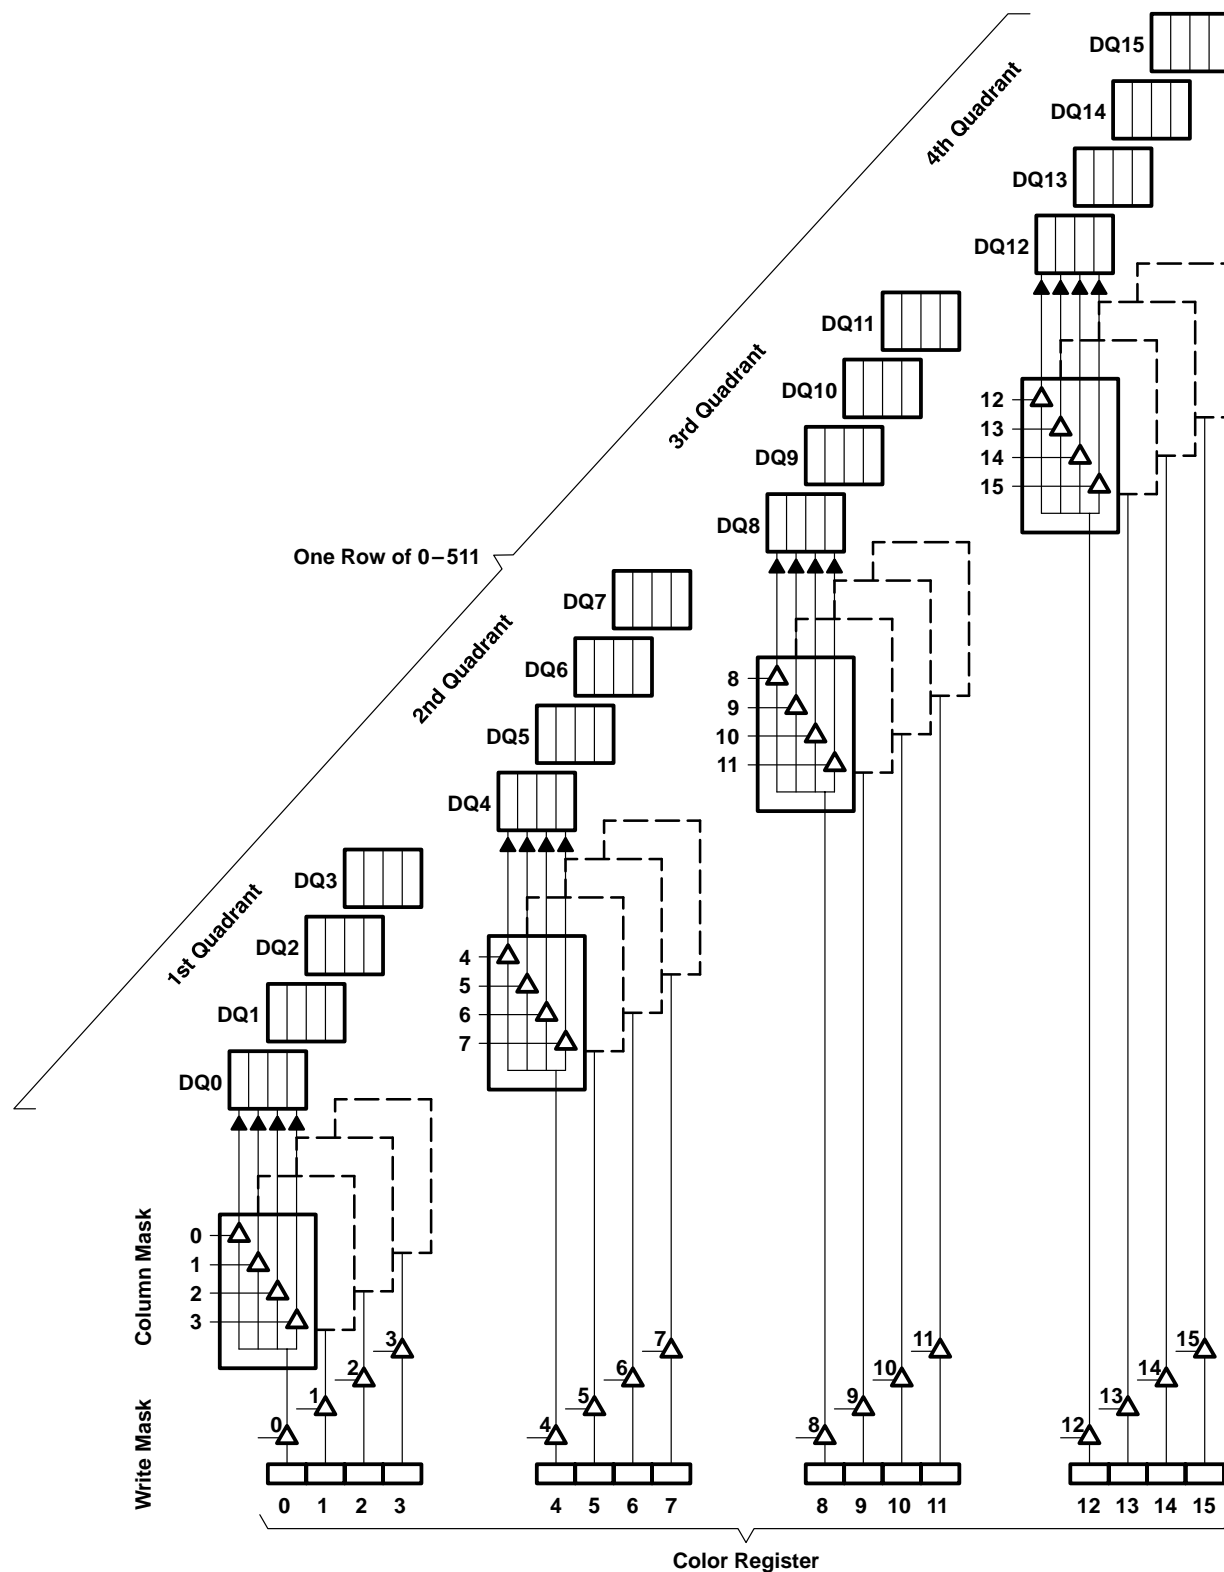 DQ15
DQ14
4th Quadrant
DQ13
DQ12
DQ11
3rd Quadrant
DQ10
12
13
DQ9
14
15
DQ8
One Row of 0–511
DQ7
2nd Quadrant
DQ6
8
9
DQ5
10
11
DQ4
DQ3
1st Quadrant
DQ2
4
5
DQ1
6
7
DQ0
Column Mask
0
1
2
3
3 7 11 15
2 6 10 14
1 5 9 13
0 4 8 12
Write Mask
0 1 2 3 4 5 6 7 8 9 10 11 12 13 14 15
Color Register